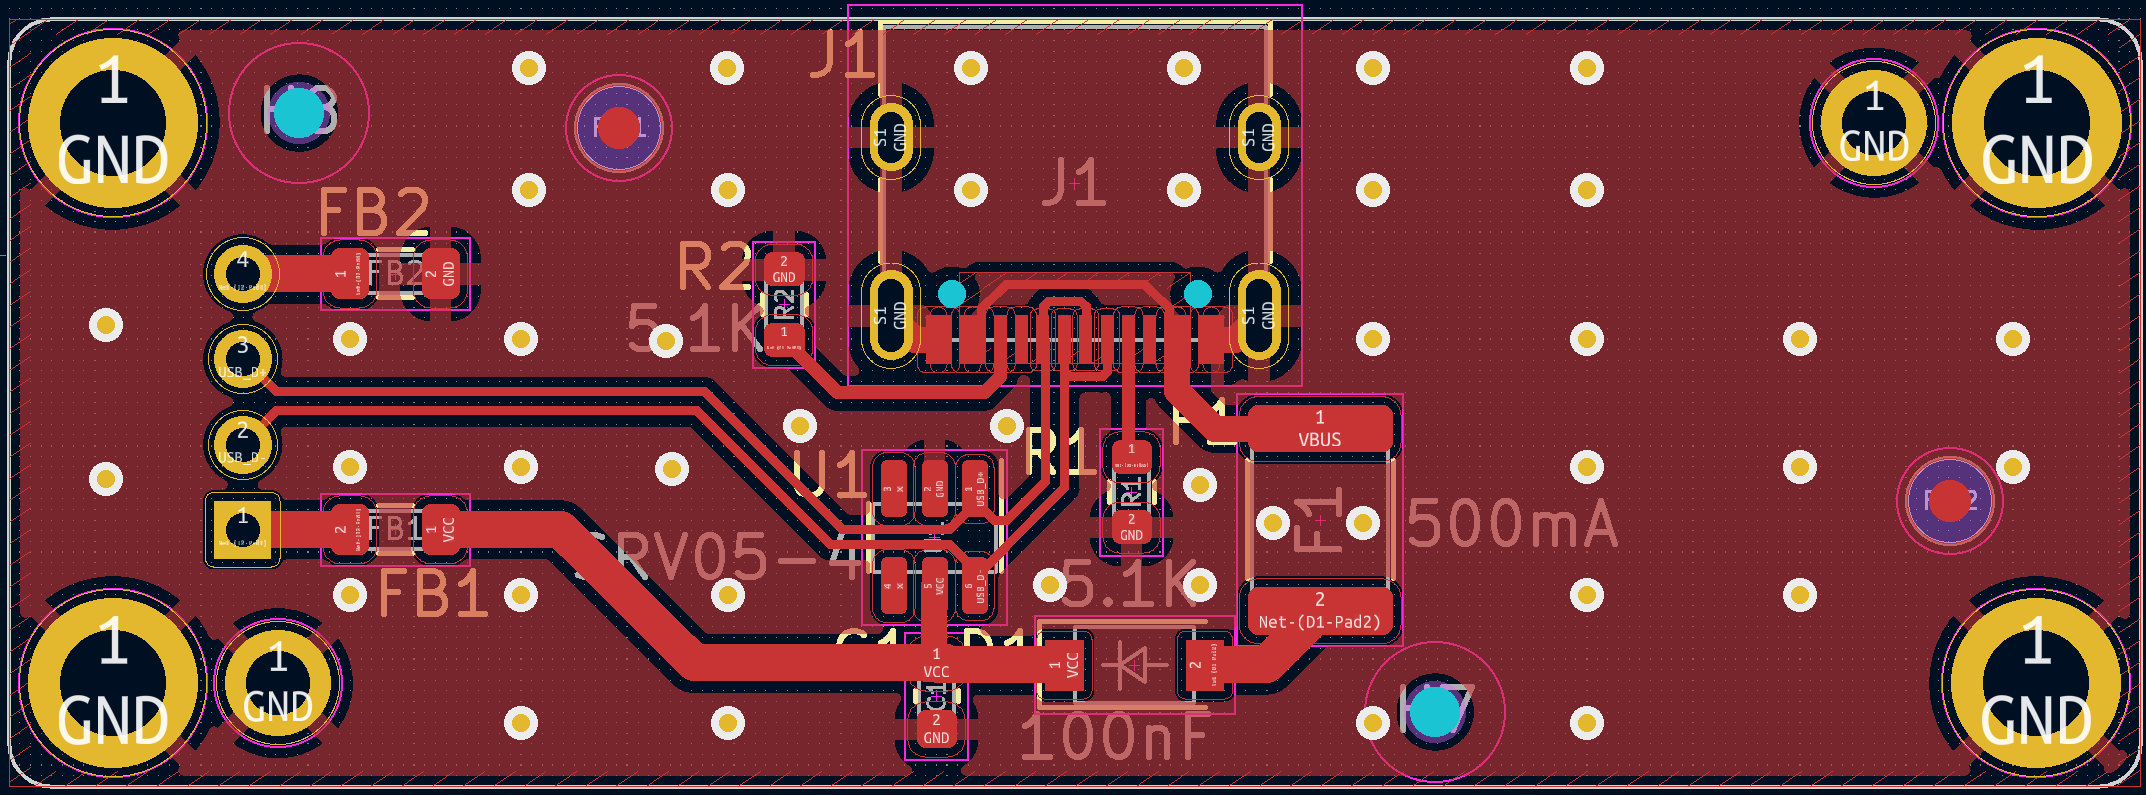 1
GND
H3
J1
S1
GND
S1
GND
1
GND
1
GND
J1
FB2
4
1
2
GND
R2
2
GND
R2
1
5.1K
S1
GND
S1
GND
3
USB_D+
2
USB_D-
F1
1
VBUS
R1
1
R1
2
GND
5.1K
U1
3
x
2
GND
1
USB_D+
4
x
5
VCC
6
USB_D-
SRV05-4
F1
500mA
2
Net-(D1-Pad2)
1
2
FB1
1
VCC
FB1
C1
D1
1
VCC
C1
2
GND
1
VCC
2
100nF
1
GND
1
GND
H7
1
GND